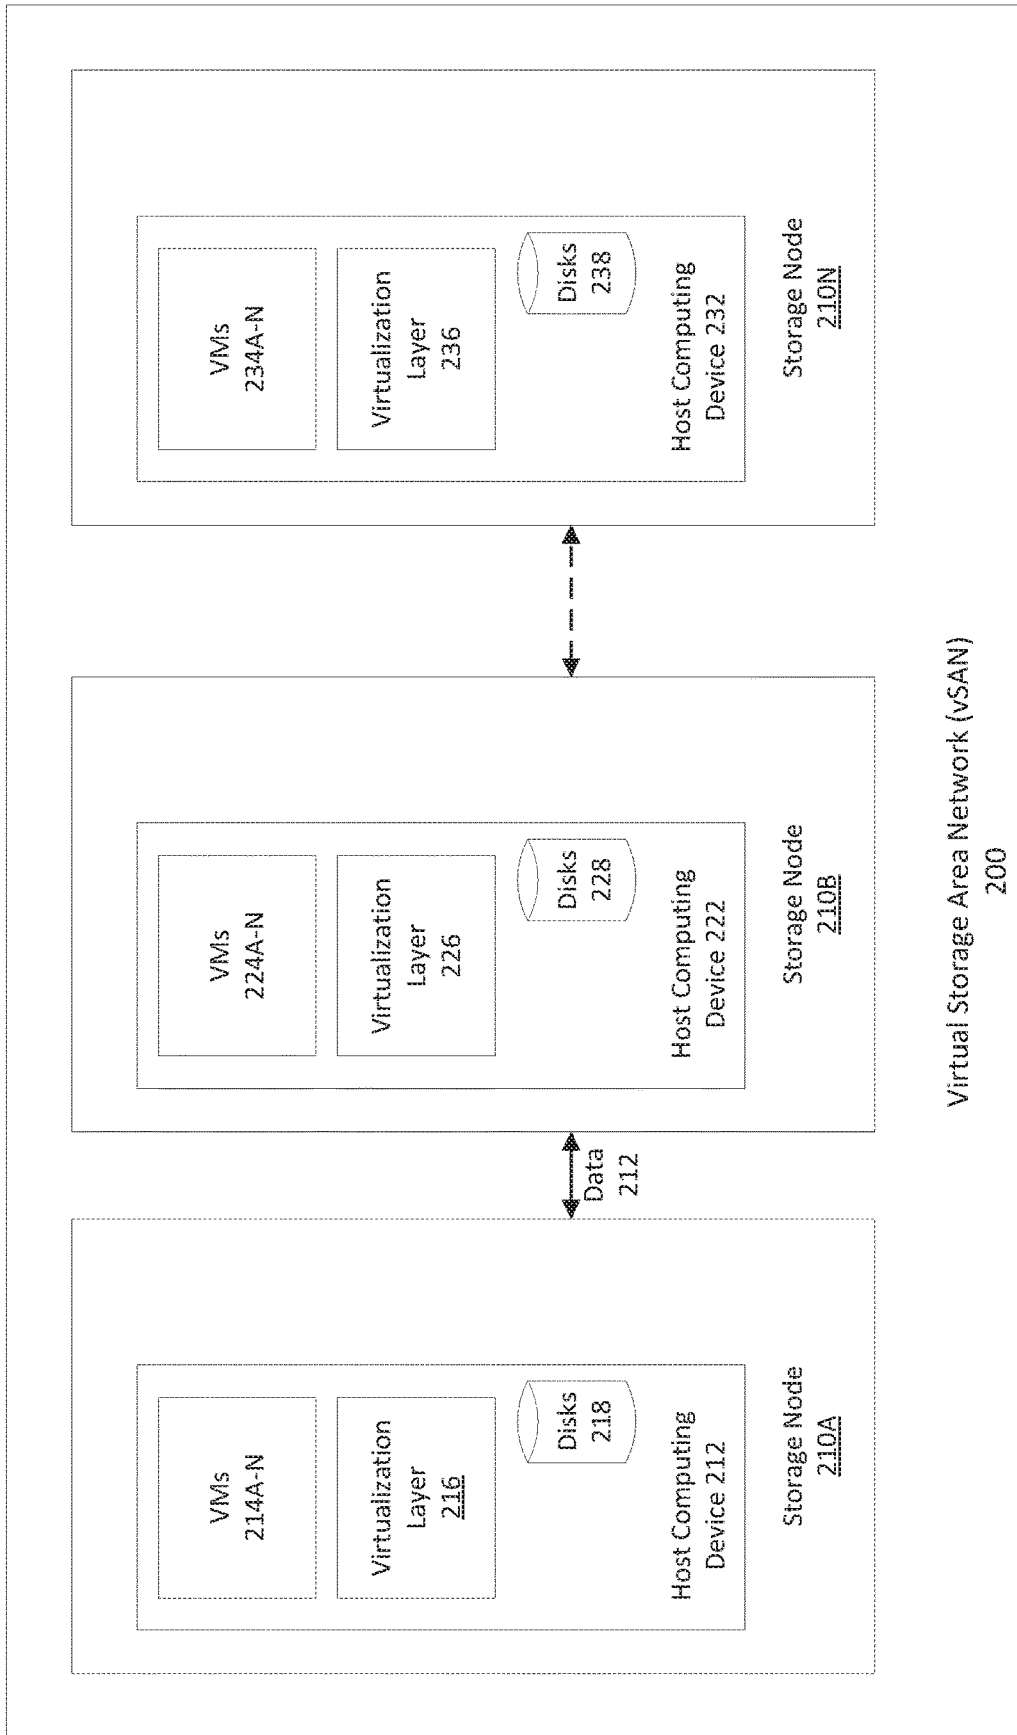 VMs
214A-N
Virtualization
Layer
216
Disks
218
Host Computing
Device 212
Storage Node
210A
Data
212
VMs
224A-N
Virtualization
Layer
226
Disks
228
Host Computing
Device 222
Storage Node
210B
VMs
234A-N
Virtualization
Layer
236
Disks
238
Host Computing
Device 232
Storage Node
210N
Virtual Storage Area Network (vSAN)
200